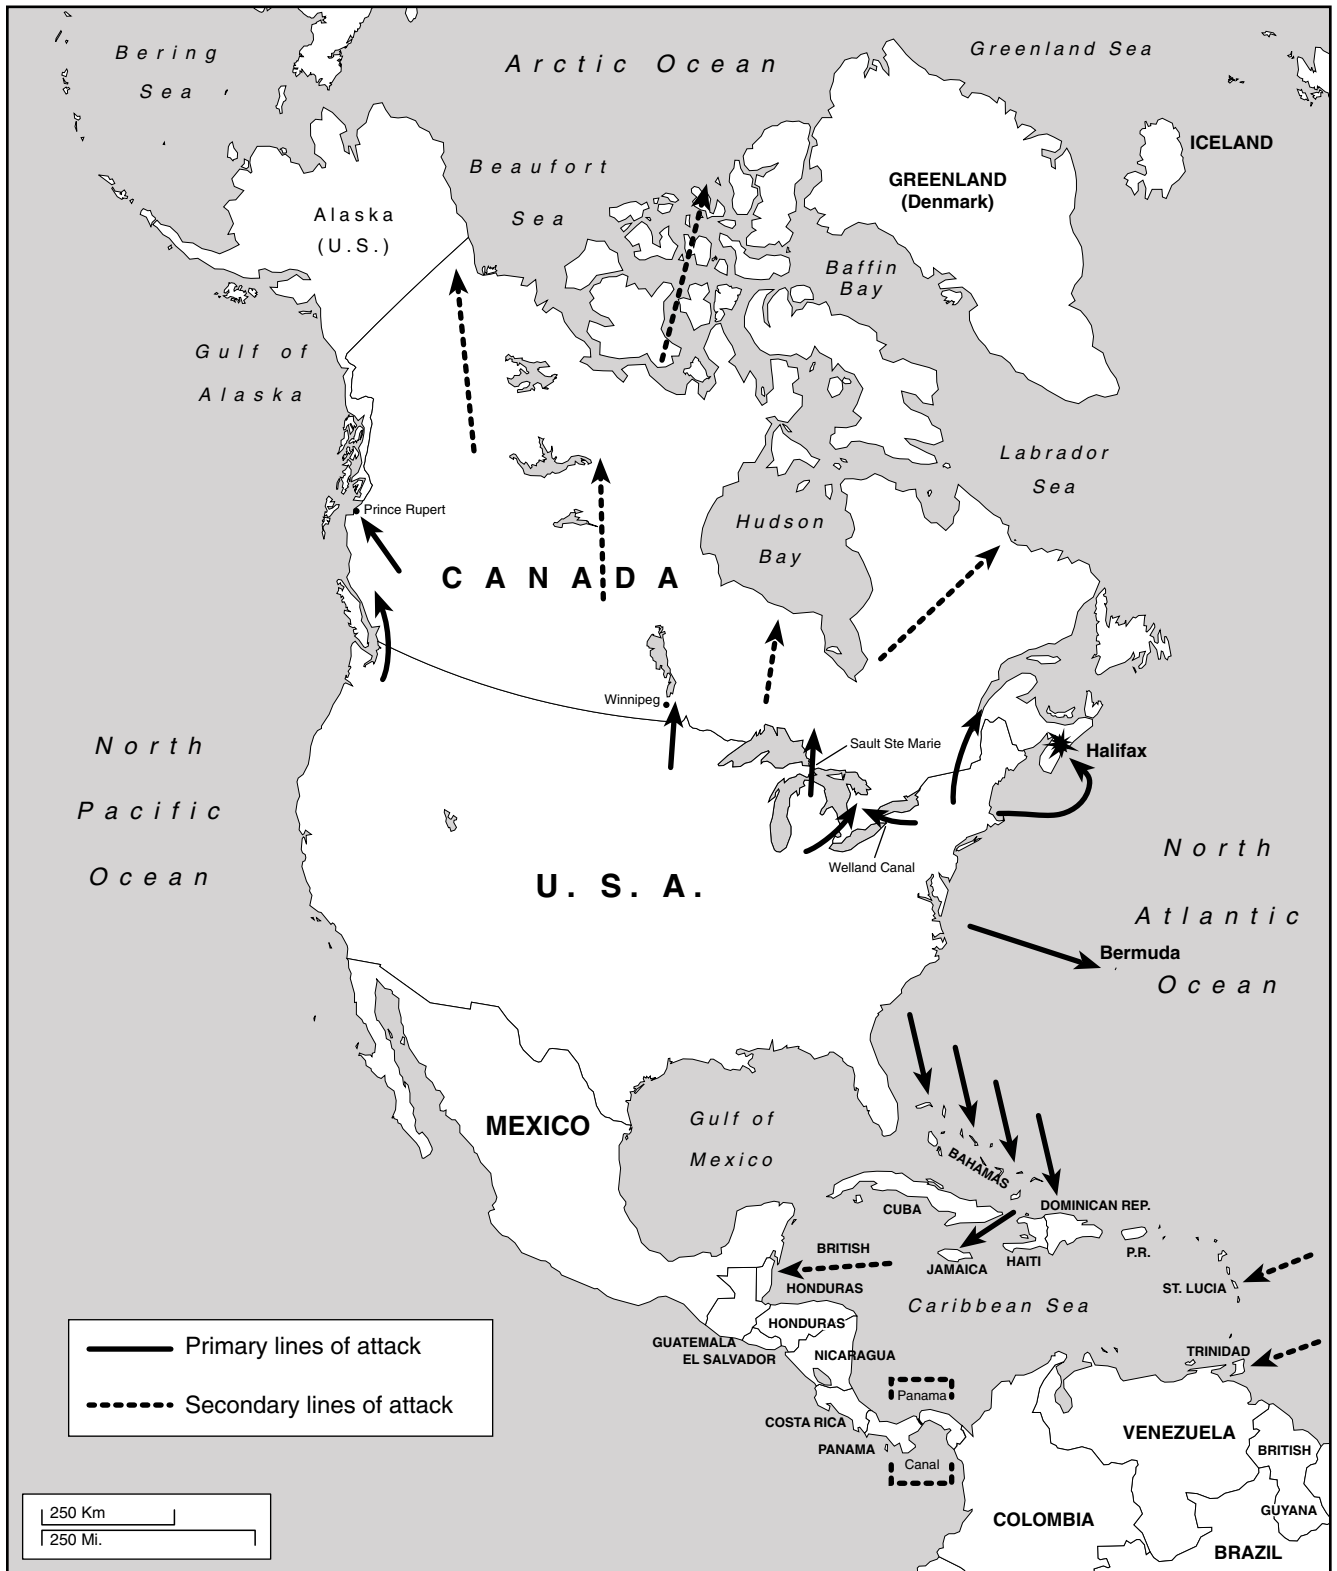 Bering
Sea
Arctic Ocean
Greenland Sea
ICELAND
Beaufort
Sea
GREENLAND
(Denmark)
Alaska
(U.S.)
Baffin
Bay
Gulf of
Alaska
Labrador
Sea
Prince Rupert
Hudson
Bay
CANADA
Winnipeg
North
Pacific
Ocean
Sault Ste Marie
Halifax
Welland Canal
U. S. A.
North
Atlantic
Ocean
Bermuda
Gulf of
Mexico
MEXICO
BAHAMAS
CUBA
DOMINICAN REP.
P.R.
HAITI
JAMAICA
BRITISH
HONDURAS
ST. LUCIA
Caribbean Sea
HONDURAS
GUATEMALA
EL SALVADOR
NICARAGUA
TRINIDAD
Panama
Canal
COSTA RICA
PANAMA
VENEZUELA
BRITISH
GUYANA
COLOMBIA
BRAZIL
Primary lines of attack
Secondary lines of attack
250 Km
250 Mi.